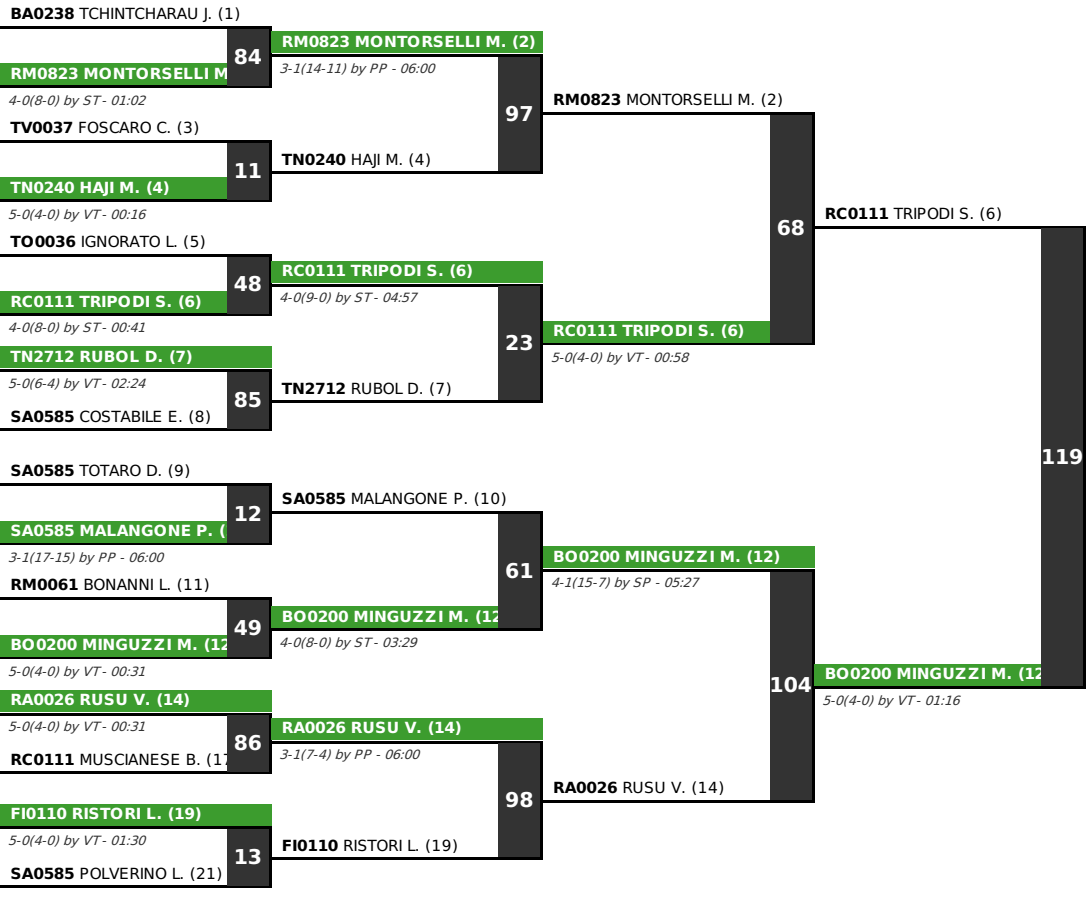 BA0238 TCHINTCHARAU J. (1)
84
RM0823 MONTORSELLI M
4-0(8-0) by ST - 01:02
TV0037 FOSCARO C. (3)
11
TN0240 HAJI M. (4)
5-0(4-0) by VT - 00:16
TO0036 IGNORATO L. (5)
48
RC0111 TRIPODI S. (6)
4-0(8-0) by ST - 00:41
TN2712 RUBOL D. (7)
5-0(6-4) by VT - 02:24
85
SA0585 COSTABILE E. (8)
SA0585 TOTARO D. (9)
12
SA0585 MALANGONE P. (
3-1(17-15) by PP - 06:00
RM0061 BONANNI L. (11)
49
BO0200 MINGUZZI M. (12
5-0(4-0) by VT - 00:31
RA0026 RUSU V. (14)
5-0(4-0) by VT - 00:31
86
RC0111 MUSCIANESE B. (17
FI0110 RISTORI L. (19)
5-0(4-0) by VT - 01:30
13
SA0585 POLVERINO L. (21)
RM0823 MONTORSELLI M. (2)
3-1(14-11) by PP - 06:00
97
TN0240 HAJI M. (4)
RC0111 TRIPODI S. (6)
4-0(9-0) by ST - 04:57
23
TN2712 RUBOL D. (7)
SA0585 MALANGONE P. (10)
61
BO0200 MINGUZZI M. (12
4-0(8-0) by ST - 03:29
RA0026 RUSU V. (14)
3-1(7-4) by PP - 06:00
98
FI0110 RISTORI L. (19)
RM0823 MONTORSELLI M. (2)
68
RC0111 TRIPODI S. (6)
5-0(4-0) by VT - 00:58
BO0200 MINGUZZI M. (12)
4-1(15-7) by SP - 05:27
104
RA0026 RUSU V. (14)
RC0111 TRIPODI S. (6)
119
BO0200 MINGUZZI M. (12
5-0(4-0) by VT - 01:16